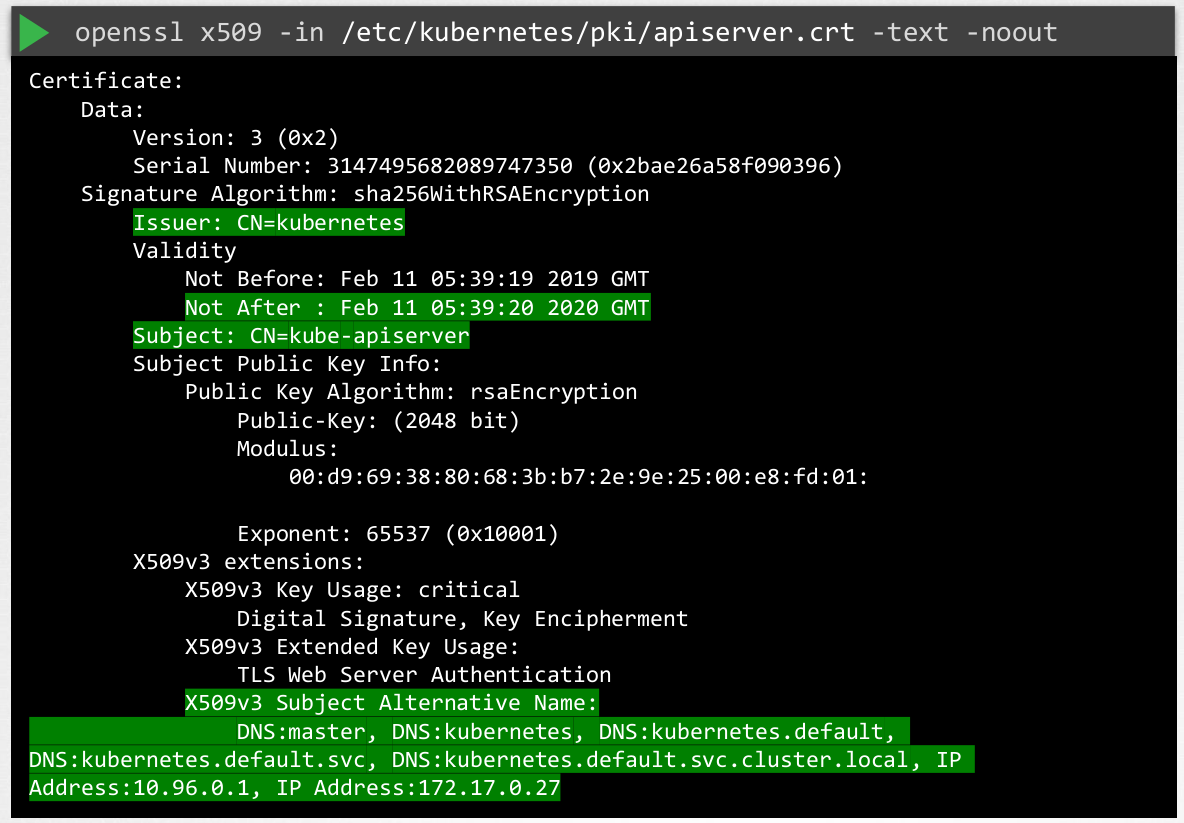 openssl x509 -in /etc/kubernetes/pki/apiserver.crt -text -noout
Certificate:
Data:
Version: 3 (0x2)
Serial Number: 3147495682089747350 (0x2bae26a58f090396)
Signature Algorithm: sha256WithRSAEncryption
Issuer: CN=kubernetes
Validity
Not Before: Feb 11 05:39:19 2019 GMT
Not After : Feb 11 05:39:20 2020 GMT
Subject: CN=kube-apiserver
Subject Public Key Info:
Public Key Algorithm: rsaEncryption
Public-Key: (2048 bit)
Modulus:
00:d9:69:38:80:68:3b:b7:2e:9e:25:00:e8:fd:01:
Exponent: 65537 (0x10001)
X509v3 extensions:
X509v3 Key Usage: critical
Digital Signature, Key Encipherment
X509v3 Extended Key Usage:
TLS Web Server Authentication
X509v3 Subject Alternative Name:
DNS:master, DNS:kubernetes, DNS:kubernetes.default,
DNS:kubernetes.default.svc, DNS:kubernetes.default.svc.cluster.local, IP
Address:10.96.0.1, IP Address:172.17.0.27